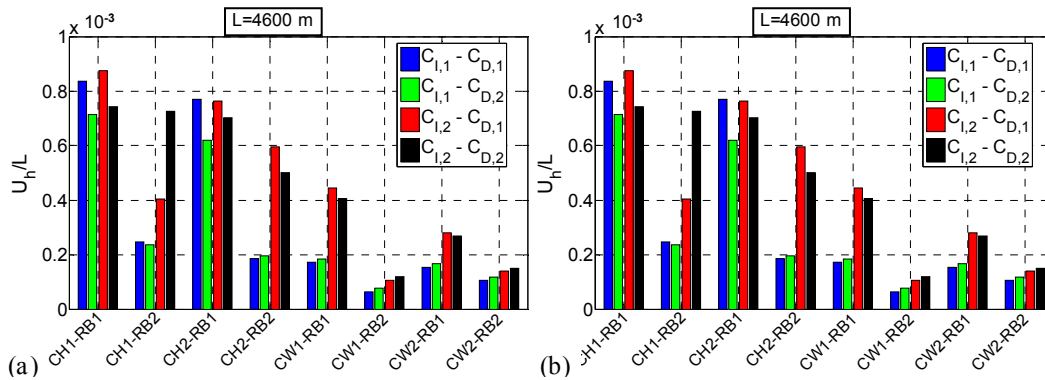 x 10⁻³
L=4600 m
1
0.8
0.6
0.4
0.2
0
U_h/L
C_I,1 - C_D,1
C_I,1 - C_D,2
C_I,2 - C_D,1
C_I,2 - C_D,2
CH1-RB1
CH1-RB2
CH2-RB1
CH2-RB2
CW1-RB1
CW1-RB2
CW2-RB1
CW2-RB2
(a)
x 10⁻³
L=4600 m
1
0.8
0.6
0.4
0.2
0
U_h/L
C_I,1 - C_D,1
C_I,1 - C_D,2
C_I,2 - C_D,1
C_I,2 - C_D,2
CH1-RB1
CH1-RB2
CH2-RB1
CH2-RB2
CW1-RB1
CW1-RB2
CW2-RB1
CW2-RB2
(b)